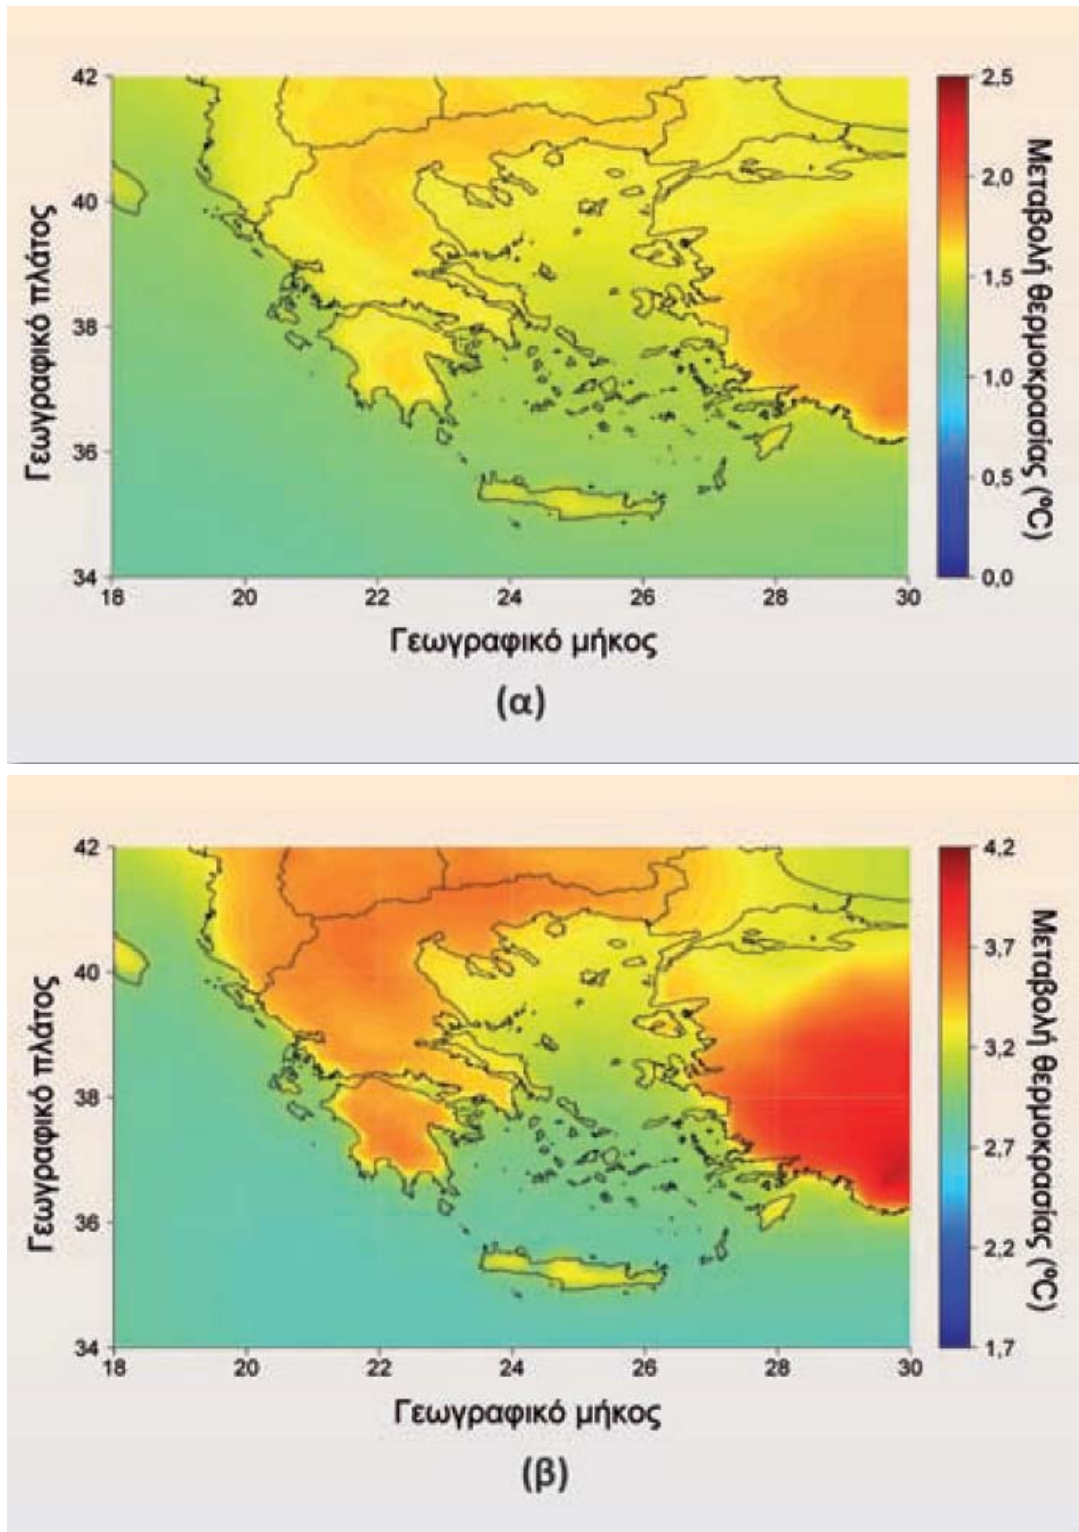 42
40
38
36
34
Γεωγραφικό πλάτος
18 20 22 24 26 28 30
Γεωγραφικό μήκος
2,5
2,0
1,5
1,0
0,5
0,0
Μεταβολή θερμοκρασίας (°C)
(α)
42
40
38
36
34
Γεωγραφικό πλάτος
18 20 22 24 26 28 30
Γεωγραφικό μήκος
4,2
3,7
3,2
2,7
2,2
1,7
Μεταβολή θερμοκρασίας (°C)
(β)